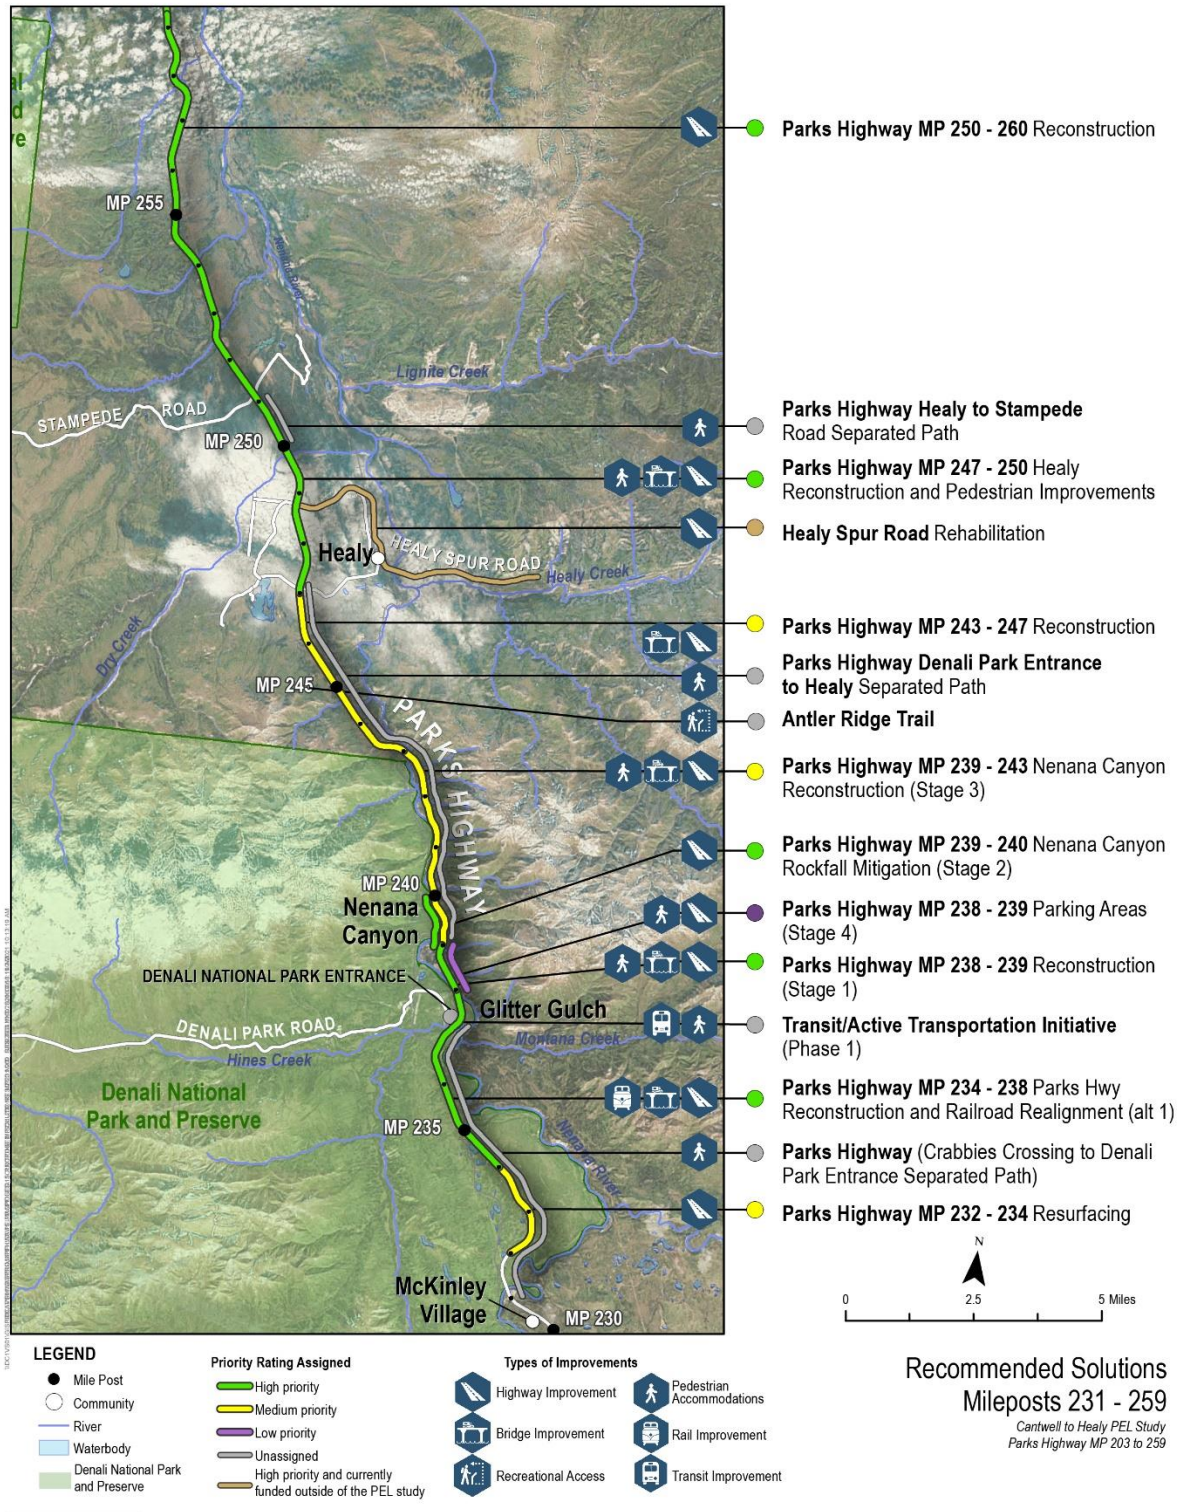 MP 255
Nenana River
Lignite Creek
STAMPEDE ROAD
MP 250
Healy
HEALY SPUR ROAD
Healy Creek
Dry Creek
MP 245
PARKS HIGHWAY
MP 240
Nenana
Canyon
DENALI NATIONAL PARK ENTRANCE
Glitter Gulch
DENALI PARK ROAD
Montana Creek
Hines Creek
Denali National
Park and Preserve
MP 235
Nenana River
McKinley
Village
MP 230
Parks Highway MP 250 - 260 Reconstruction
Parks Highway Healy to Stampede
Road Separated Path
Parks Highway MP 247 - 250 Healy
Reconstruction and Pedestrian Improvements
Healy Spur Road Rehabilitation
Parks Highway MP 243 - 247 Reconstruction
Parks Highway Denali Park Entrance
to Healy Separated Path
Antler Ridge Trail
Parks Highway MP 239 - 243 Nenana Canyon
Reconstruction (Stage 3)
Parks Highway MP 239 - 240 Nenana Canyon
Rockfall Mitigation (Stage 2)
Parks Highway MP 238 - 239 Parking Areas
(Stage 4)
Parks Highway MP 238 - 239 Reconstruction
(Stage 1)
Transit/Active Transportation Initiative
(Phase 1)
Parks Highway MP 234 - 238 Parks Hwy
Reconstruction and Railroad Realignment (alt 1)
Parks Highway (Crabbies Crossing to Denali
Park Entrance Separated Path)
Parks Highway MP 232 - 234 Resurfacing
N
0 2.5 5 Miles
Recommended Solutions
Mileposts 231 - 259
Cantwell to Healy PEL Study
Parks Highway MP 203 to 259
LEGEND
Mile Post
Community
River
Waterbody
Denali National Park
and Preserve
Priority Rating Assigned
High priority
Medium priority
Low priority
Unassigned
High priority and currently
funded outside of the PEL study
Types of Improvements
Highway Improvement
Bridge Improvement
Recreational Access
Pedestrian
Accommodations
Rail Improvement
Transit Improvement